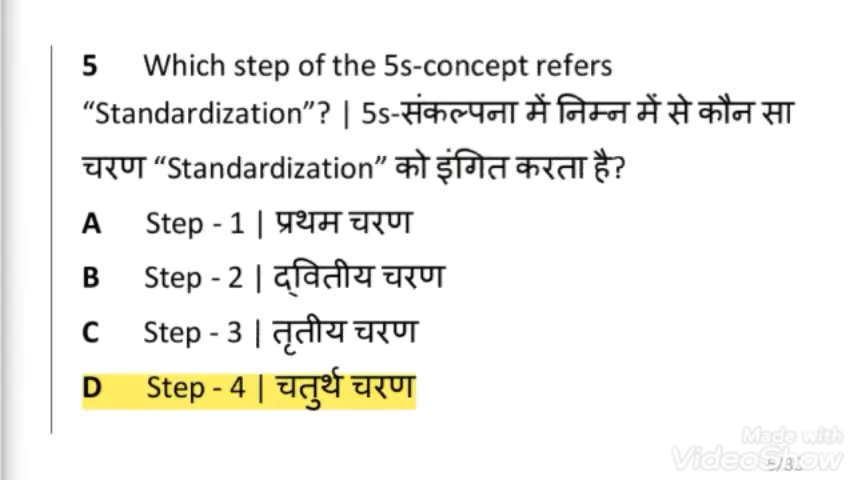 5 Which step of the 5s-concept refers
“Standardization”? | 5s-संकल्पना में निम्न में से कौन सा
चरण “Standardization” को इंगित करता है?
A Step - 1 | प्रथम चरण
B Step - 2 | द्वितीय चरण
C Step - 3 | तृतीय चरण
D Step - 4 | चतुर्थ चरण
Made with
VideoShow